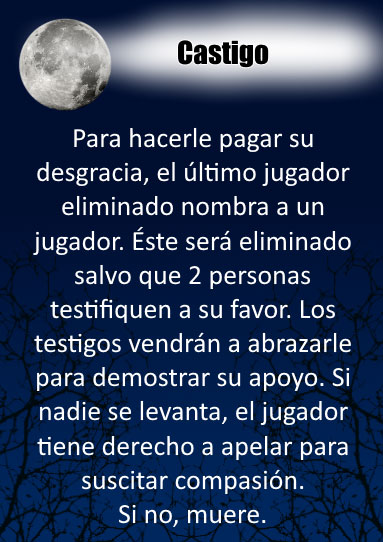 Castigo
Para hacerle pagar su
desgracia, el último jugador
eliminado nombra a un
jugador. Éste será eliminado
salvo que 2 personas
testifiquen a su favor. Los
testigos vendrán a abrazarle
para demostrar su apoyo. Si
nadie se levanta, el jugador
tiene derecho a apelar para
suscitar compasión.
Si no, muere.